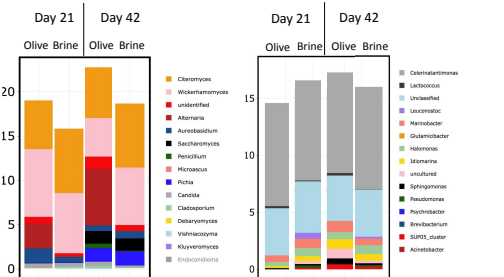 Day 21 Day 42
Olive Brine Olive Brine
20
15
10
5
0
Citeromyces
Wickerhamomyces
unidentified
Alternaria
Aureobasidium
Saccharomyces
Penicillium
Microascus
Pichia
Candida
Cladosporium
Debaryomyces
Vishniacozyma
Kluyveromyces
Endoconidioma
Day 21 Day 42
Olive Brine Olive Brine
15
10
5
0
Celerinatantimonas
Lactococcus
Unclassified
Leuconostoc
Marinobacter
Glutamicibacter
Halomonas
Idiomarina
uncultured
Sphingomonas
Pseudomonas
Psychrobacter
Brevibacterium
SUP05_cluster
Acinetobacter